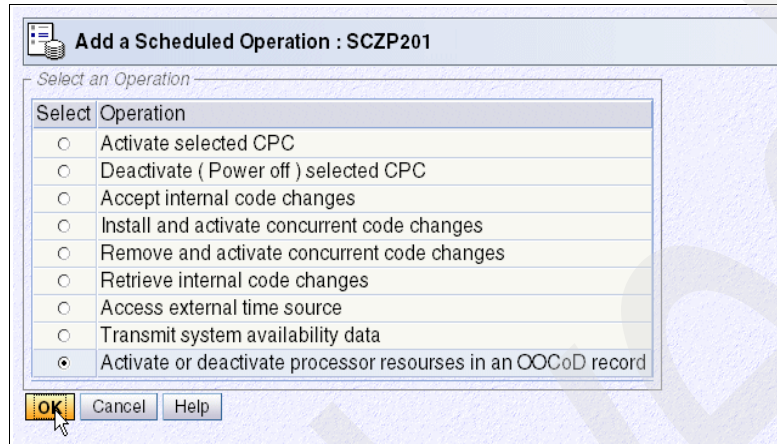 Add a Scheduled Operation : SCZP201
Select an Operation
Select Operation
Activate selected CPC
Deactivate ( Power off ) selected CPC
Accept internal code changes
Install and activate concurrent code changes
Remove and activate concurrent code changes
Retrieve internal code changes
Access external time source
Transmit system availability data
Activate or deactivate processor resourses in an OOCoD record
OK Cancel Help